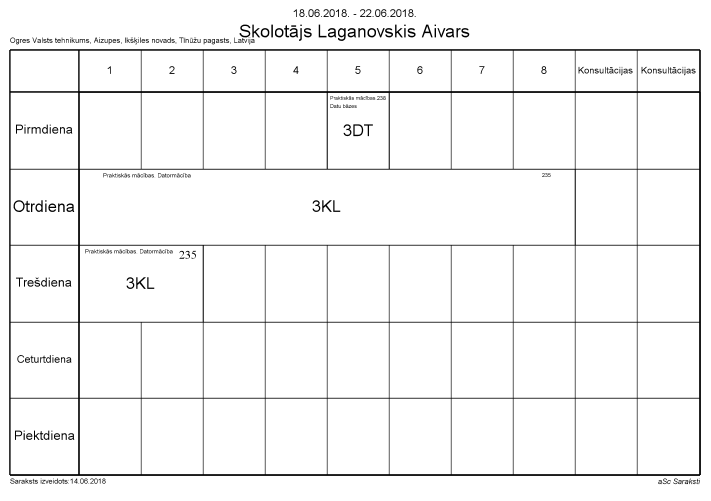 18.06.2018. - 22.06.2018.
Skolotājs Laganovskis Aivars
Ogres Valsts tehnikums, Aizupes, Ikšķiles novads, Tīnūžu pagasts, Latvija
1 2 3 4 5 6 7 8 Konsultācijas Konsultācijas
Pirmdiena
Praktiskās mācības 238
Datu bāzes
3DT
Otrdiena
Praktiskās mācības. Datormācība 235
3KL
Trešdiena
Praktiskās mācības. Datormācība 235
3KL
Ceturtdiena
Piektdiena
Saraksts izveidots:14.06.2018 aSc Saraksti